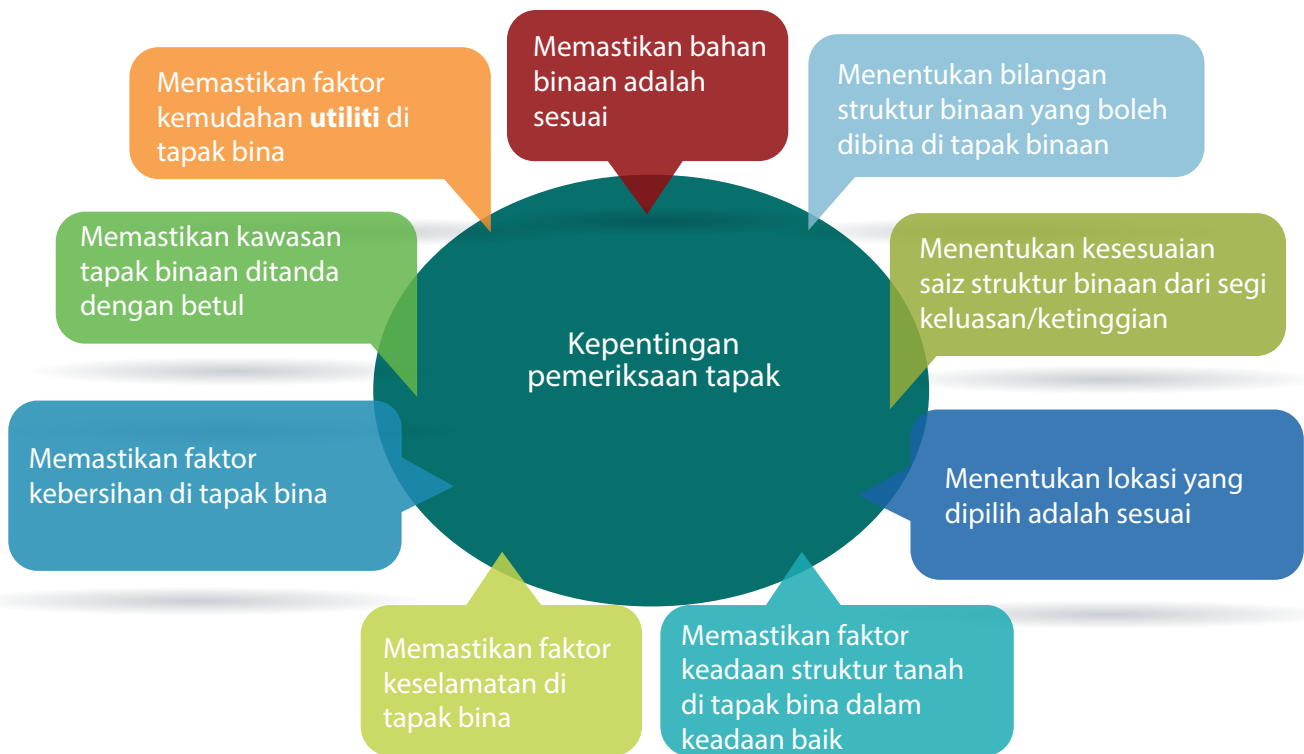 Memastikan bahan
binaan adalah
sesuai
Memastikan faktor
kemudahan utiliti di
tapak bina
Menentukan bilangan
struktur binaan yang boleh
dibina di tapak binaan
Memastikan kawasan
tapak binaan ditanda
dengan betul
Menentukan kesesuaian
saiz struktur binaan dari segi
keluasan/ketinggian
Kepentingan
pemeriksaan tapak
Memastikan faktor
kebersihan di tapak bina
Menentukan lokasi yang
dipilih adalah sesuai
Memastikan faktor
keselamatan di
tapak bina
Memastikan faktor
keadaan struktur tanah
di tapak bina dalam
keadaan baik